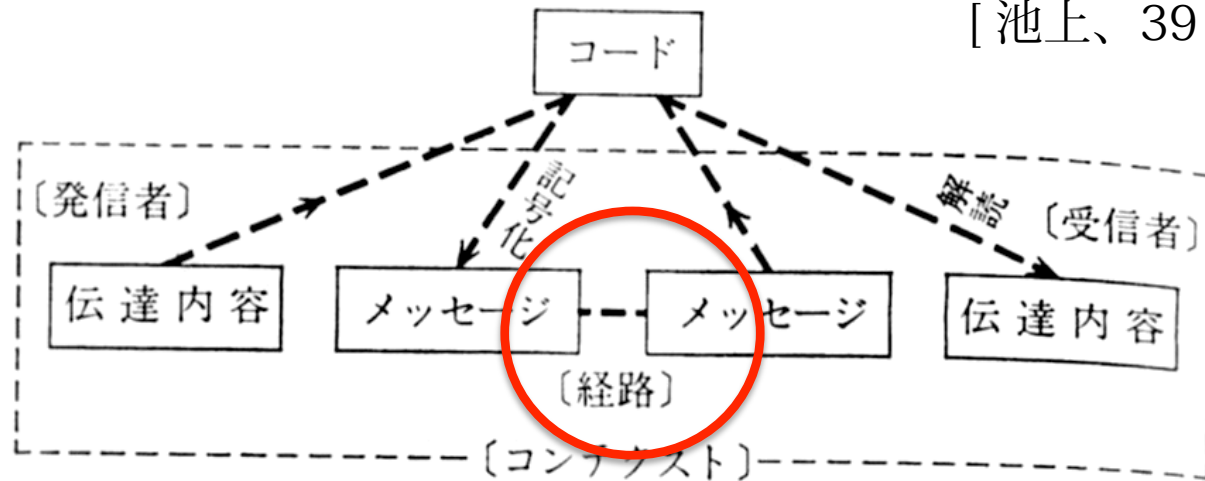 [ 池上、39
コード
記号化
解読
〔発信者〕
〔受信者〕
伝達内容
メッセージ
メッセージ
伝達内容
〔経路〕
〔コンテクスト〕